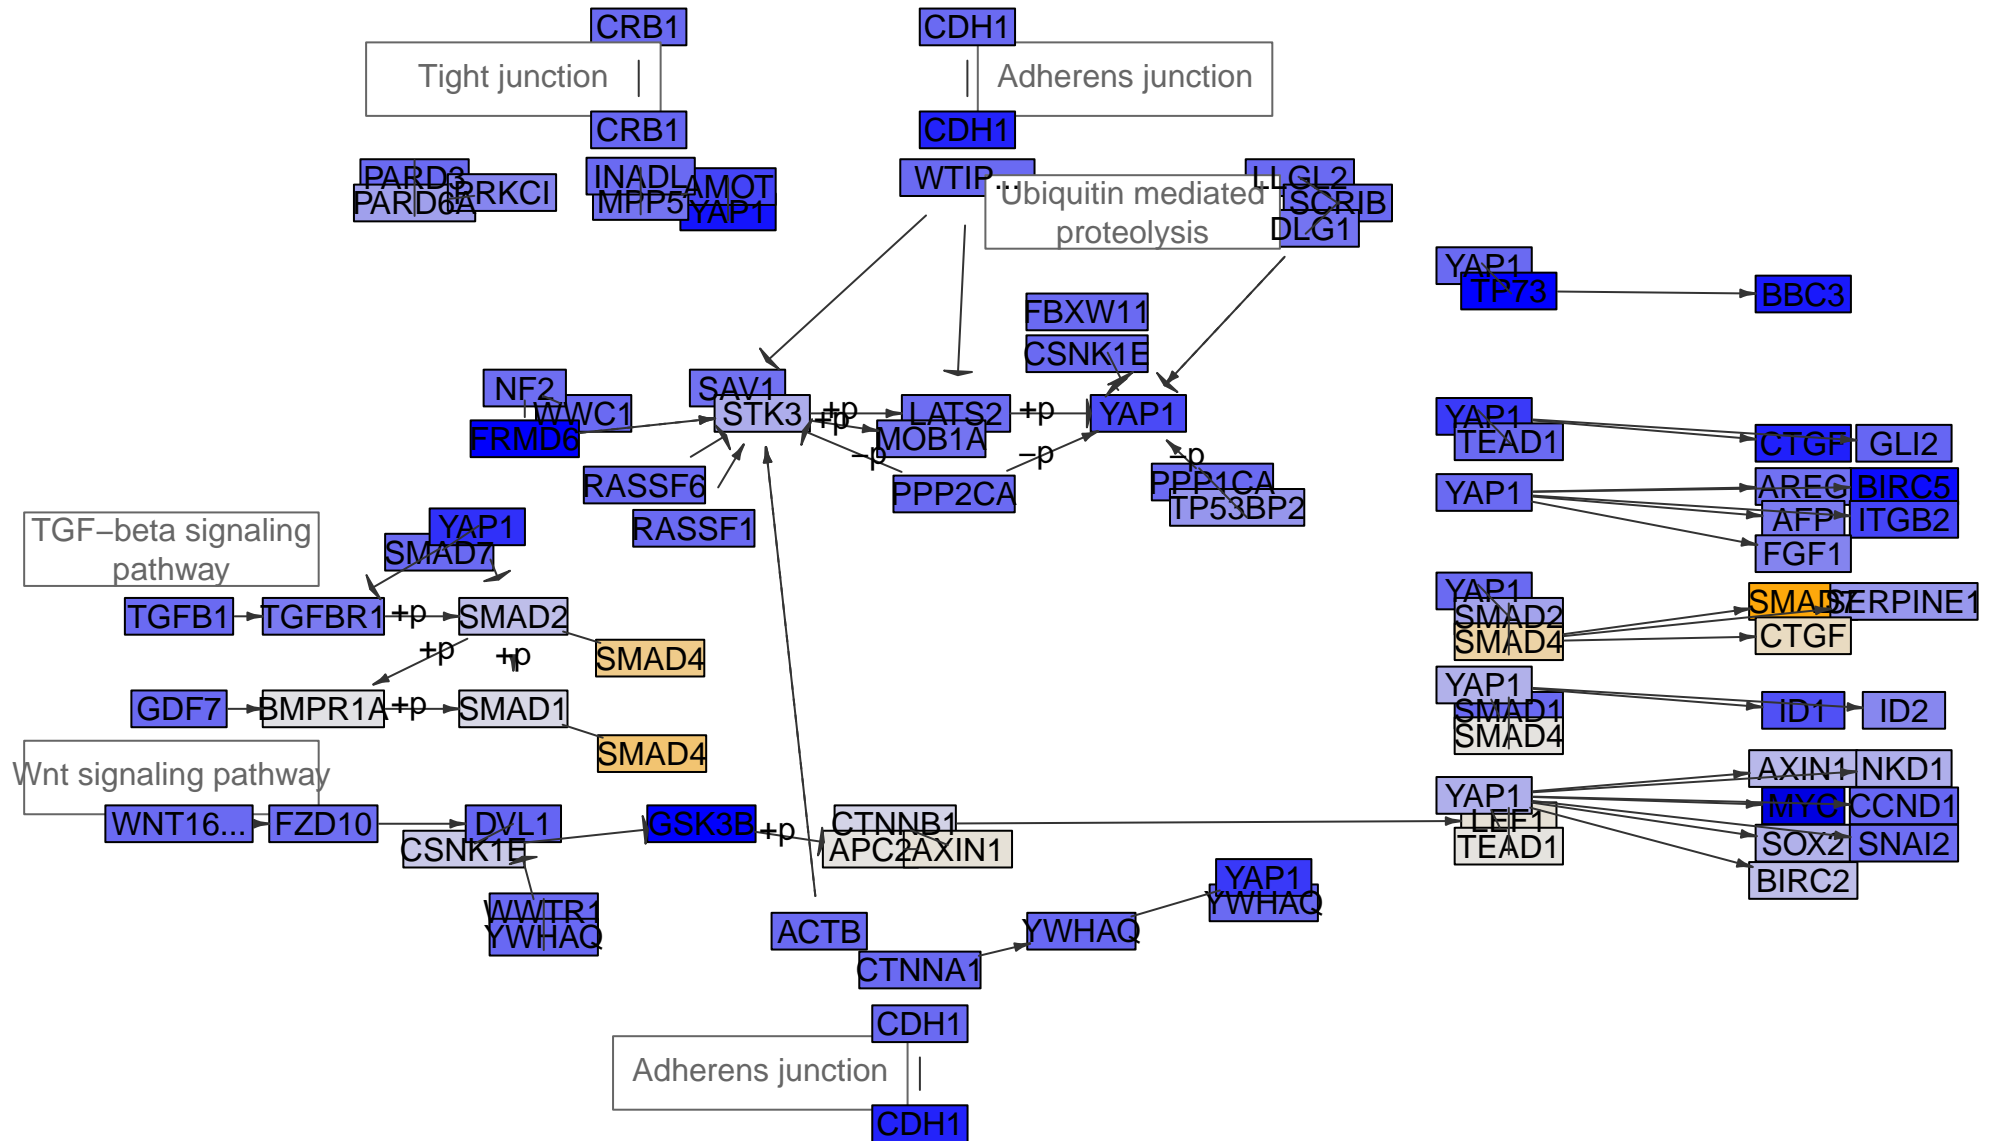 CRB1
CDH1
Tight junction
Adherens junction
CRB1
CDH1
PARD3
PARD6A
PRKCI
INADL
MPP5
AMOT
YAP1
WTIP...
Ubiquitin mediated
proteolysis
LLGL2
SCRIB
DLG1
YAP1
TP73
BBC3
FBXW11
CSNK1E
NF2
WWC1
FRMD6
SAV1
STK3
+p
+p
LATS2
MOB1A
+p
YAP1
−p
−p
−p
RASSF6
RASSF1
PPP2CA
PPP1CA
TP53BP2
YAP1
TEAD1
CTGF
GLI2
YAP1
AREG
BIRC5
AFP
ITGB2
FGF1
TGF−beta signaling
pathway
YAP1
SMAD7
TGFB1
TGFBR1
+p
SMAD2
+p
+p
SMAD4
GDF7
BMPR1A
+p
SMAD1
SMAD4
YAP1
SMAD2
SMAD4
SMAD7
SERPINE1
CTGF
YAP1
SMAD1
SMAD4
ID1
ID2
Wnt signaling pathway
WNT16...
FZD10
DVL1
CSNK1E
GSK3B
+p
CTNNB1
APC2
AXIN1
YAP1
LEF1
TEAD1
AXIN1
NKD1
MYC
CCND1
SOX2
SNAI2
BIRC2
WWTR1
YWHAQ
ACTB
CTNNA1
YWHAQ
YAP1
YWHAQ
CDH1
Adherens junction
CDH1